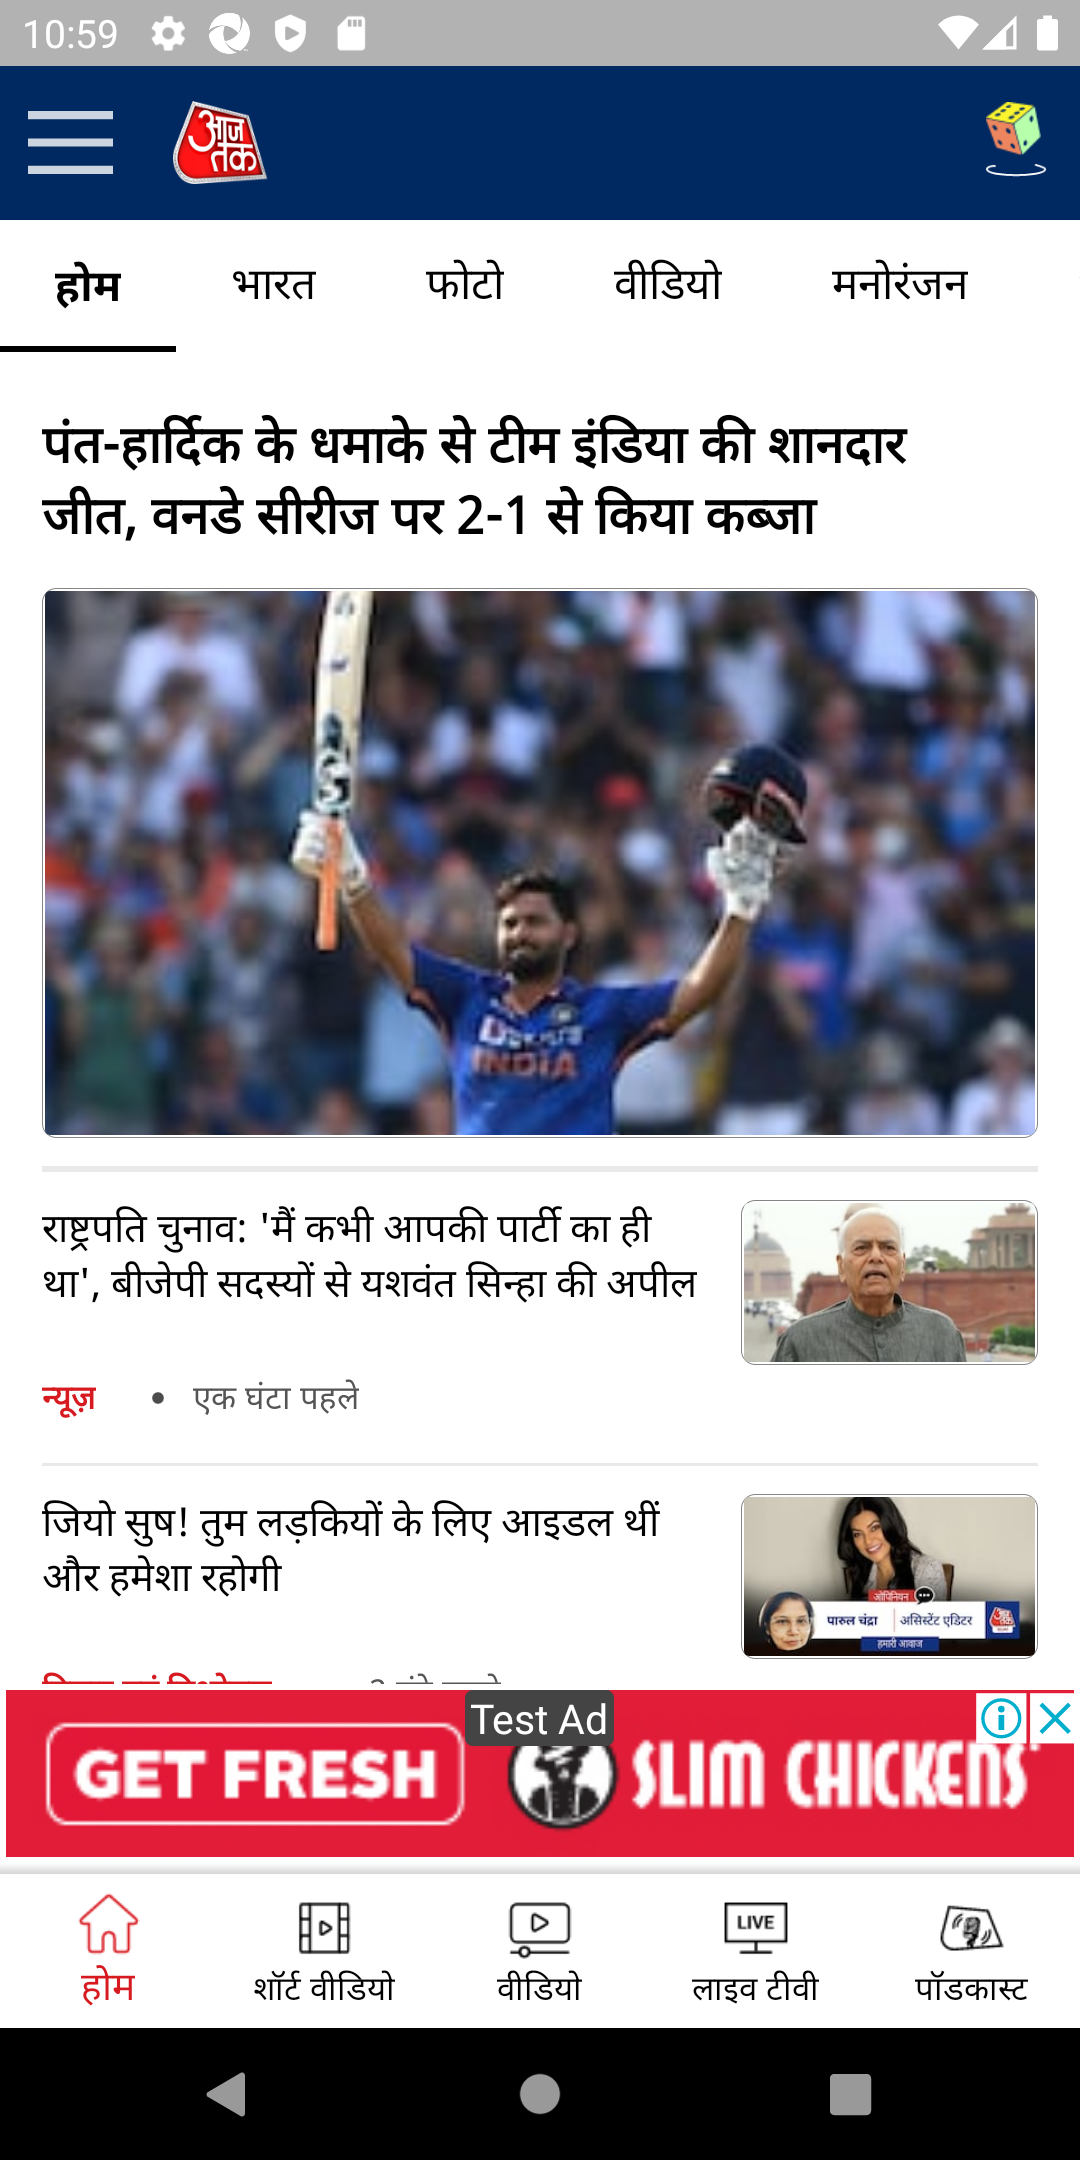 10:59
आज
तक
होम भारत फोटो वीडियो मनोरंजन
पंत-हार्दिक के धमाके से टीम इंडिया की शानदार
जीत, वनडे सीरीज पर 2-1 से किया कब्जा
INDIA
राष्ट्रपति चुनाव: 'मैं कभी आपकी पार्टी का ही
था', बीजेपी सदस्यों से यशवंत सिन्हा की अपील
न्यूज़ • एक घंटा पहले
जियो सुष! तुम लड़कियों के लिए आइडल थीं
और हमेशा रहोगी
ओपिनियन
पारुल चंद्रा असिस्टेंट एडिटर
हमारी आवाज
Test Ad
GET FRESH SLIM CHICKENS
LIVE
होम शॉर्ट वीडियो वीडियो लाइव टीवी पॉडकास्ट